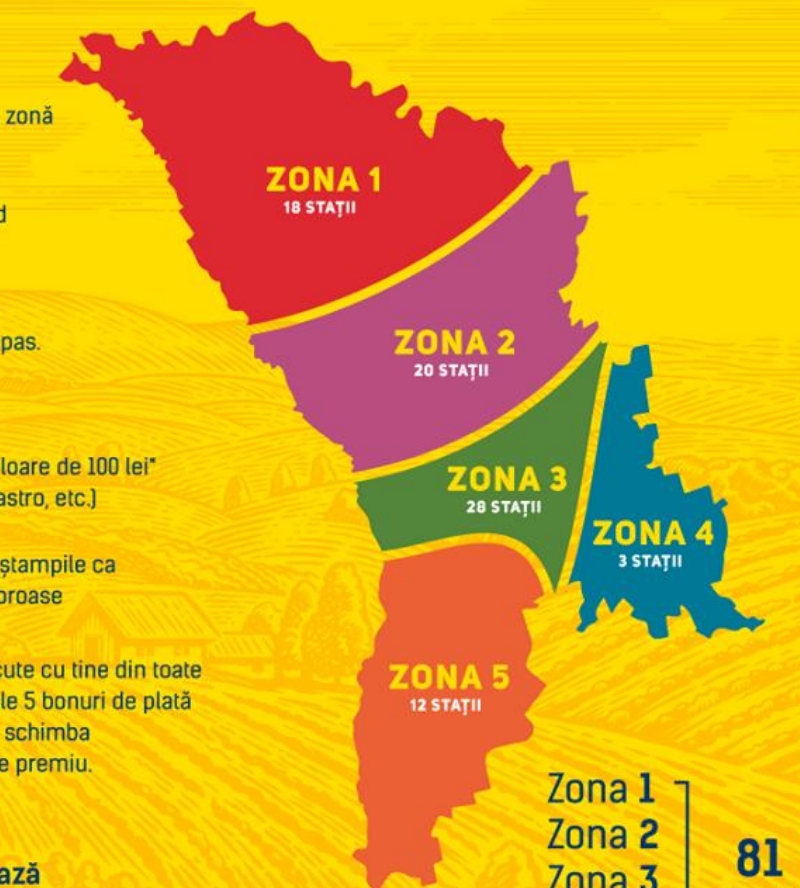 zonă
pas.
loare de 100 lei*
astro, etc.)
ștampile ca
oroase
cute cu tine din toate
le 5 bonuri de plată
schimba
e premiu.
ază
ZONA 1
18 STAȚII
ZONA 2
20 STAȚII
ZONA 3
28 STAȚII
ZONA 4
3 STAȚII
ZONA 5
12 STAȚII
Zona 1
Zona 2
Zona 3
81